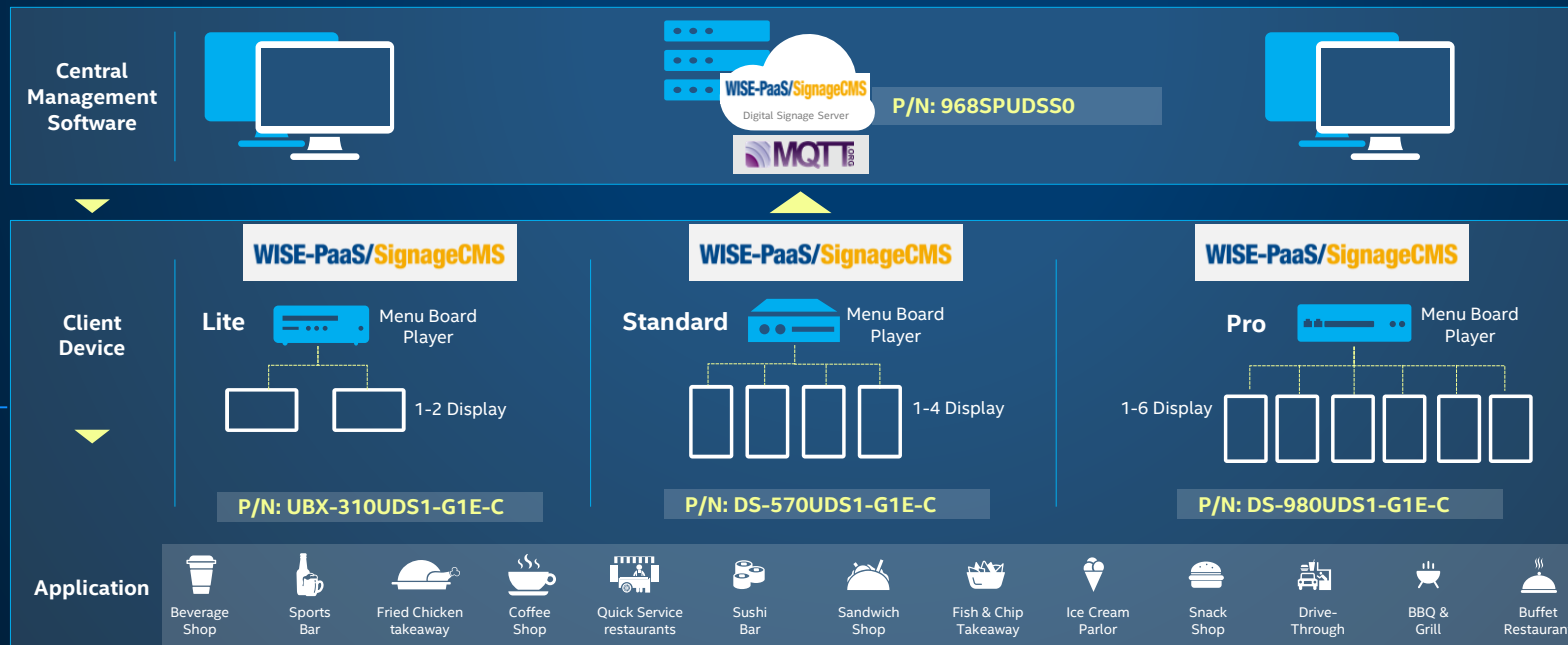 Central
Management
Software
WISE-PaaS/SignageCMS
Digital Signage Server
P/N: 968SPUDSS0
MQTT.ORG
WISE-PaaS/SignageCMS
WISE-PaaS/SignageCMS
WISE-PaaS/SignageCMS
Client
Device
Lite
Menu Board
Player
1-2 Display
P/N: UBX-310UDS1-G1E-C
Standard
Menu Board
Player
1-4 Display
P/N: DS-570UDS1-G1E-C
Pro
Menu Board
Player
1-6 Display
P/N: DS-980UDS1-G1E-C
Application
Beverage
Shop
Sports
Bar
Fried Chicken
takeaway
Coffee
Shop
Quick Service
restaurants
Sushi
Bar
Sandwich
Shop
Fish & Chip
Takeaway
Ice Cream
Parlor
Snack
Shop
Drive-
Through
BBQ &
Grill
Buffet
Restauran